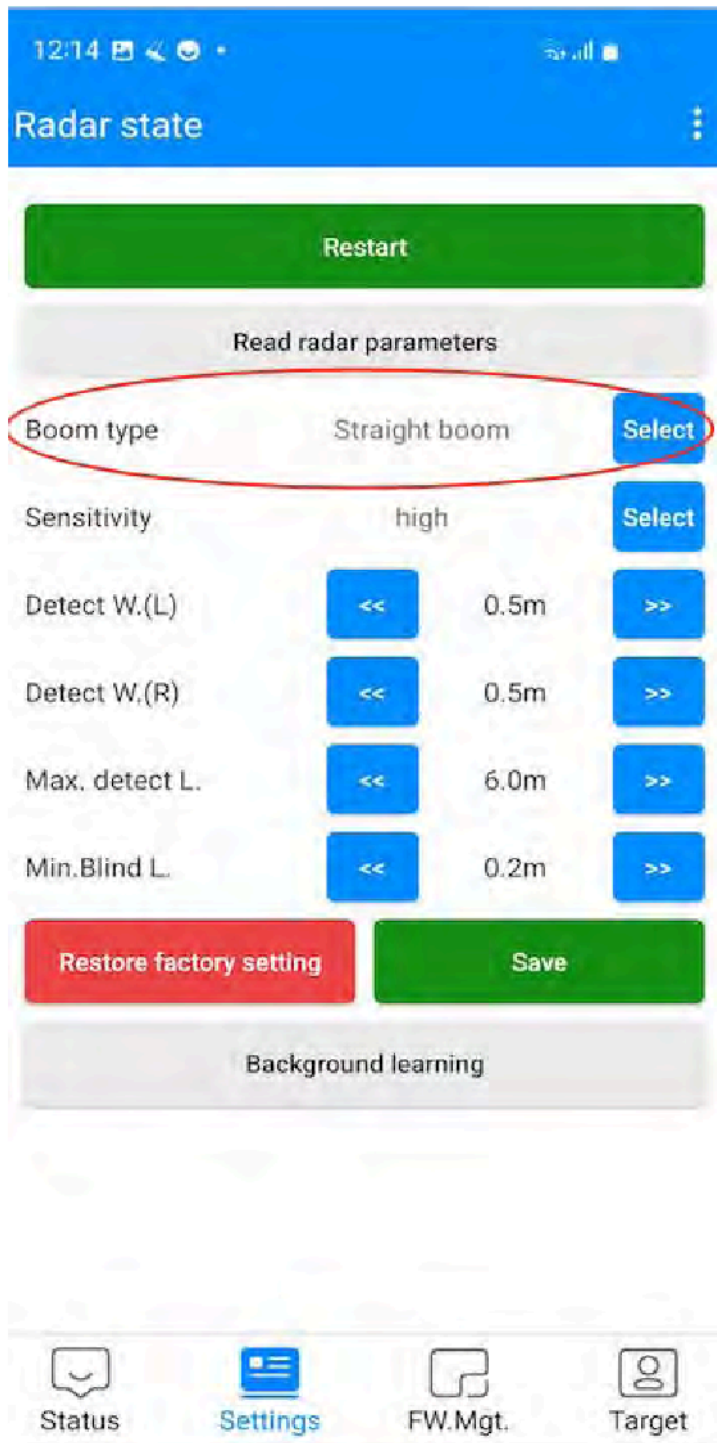 12:14
Radar state
Restart
Read radar parameters
Boom type Straight boom Select
Sensitivity high Select
Detect W.(L) << 0.5m >>
Detect W.(R) << 0.5m >>
Max. detect L. << 6.0m >>
Min.Blind L. << 0.2m >>
Restore factory setting Save
Background learning
Status Settings FW.Mgt. Target